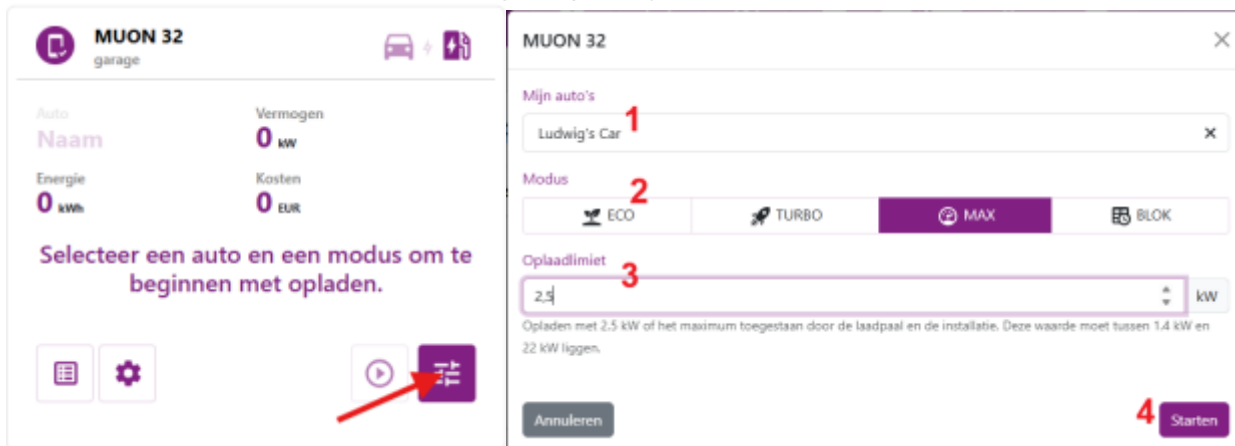 MUON 32
garage
Auto
Naam
Vermogen
0 kW
Energie
0 kWh
Kosten
0 EUR
Selecteer een auto en een modus om te
beginnen met opladen.
MUON 32
Mijn auto's
1
Ludwig's Car
Modus
2
ECO
TURBO
MAX
BLOK
Oplaadlimiet
3
2,5
kW
Opladen met 2.5 kW of het maximum toegestaan door de laadpaal en de installatie. Deze waarde moet tussen 1.4 kW en
22 kW liggen.
Annuleren
4
Starten